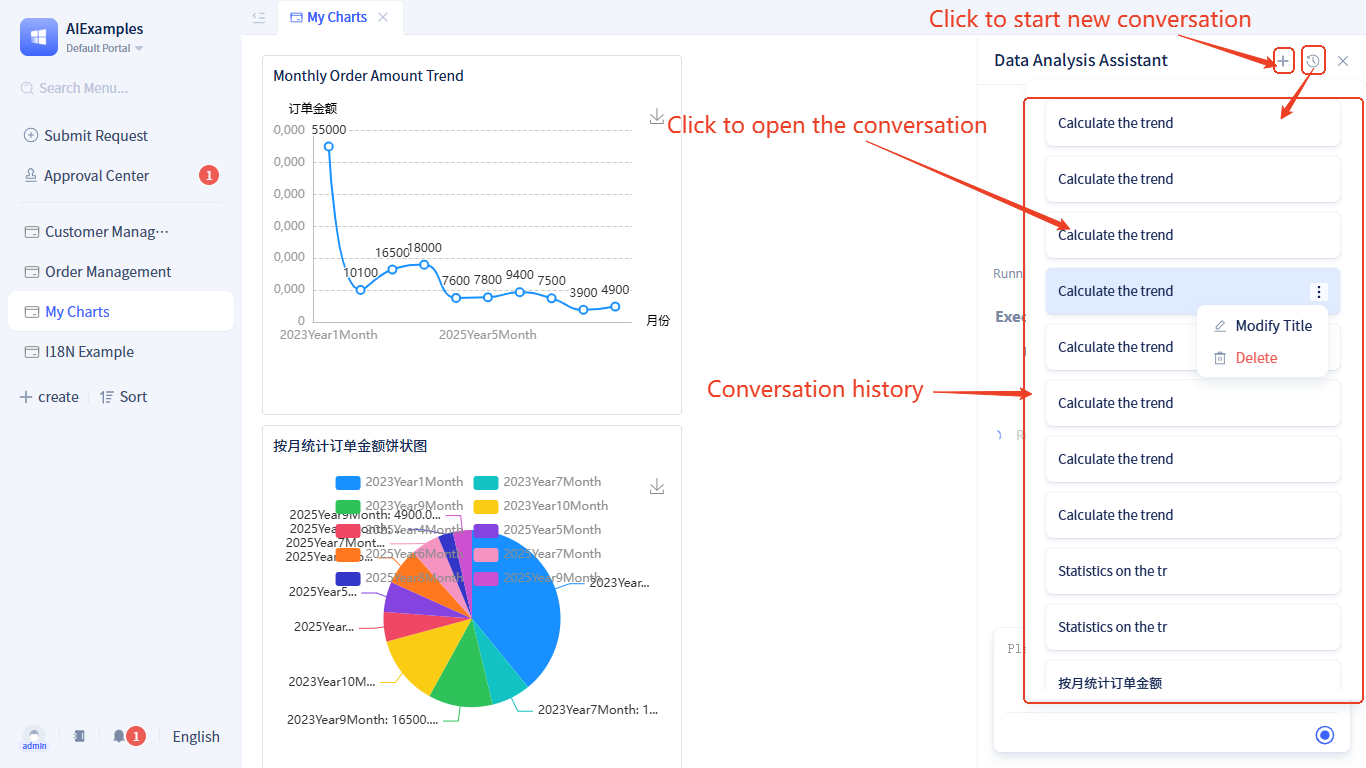 AIExamples
Default Portal
Search Menu...
Submit Request
Approval Center
1
Customer Manag···
Order Management
My Charts
I18N Example
create
Sort
admin
1
English
My Charts
Monthly Order Amount Trend
订单金额
0,000
55000
0,000
0,000
0,000
0,000
0,000
0
10100
16500
18000
7600
7800
9400
7500
3900
4900
月份
2023Year1Month
2025Year5Month
按月统计订单金额饼状图
2023Year1Month
2023Year7Month
2023Year9Month
2023Year10Month
2025Year4Month
2025Year5Month
2025Year6Month
2025Year7Month
2025Year8Month
2025Year9Month
2025Year9Month: 4900.0...
2025Year7Mont...
2025Year5...
2025Year...
2023Year10M...
2023Year9Month: 16500....
2023Year7Month: 1...
2023Year...
Click to start new conversation
Data Analysis Assistant
Click to open the conversation
Conversation history
Calculate the trend
Calculate the trend
Calculate the trend
Calculate the trend
Modify Title
Delete
Calculate the trend
Calculate the trend
Calculate the trend
Calculate the trend
Statistics on the tr
Statistics on the tr
按月统计订单金额
Runn
Exec
R
Pl